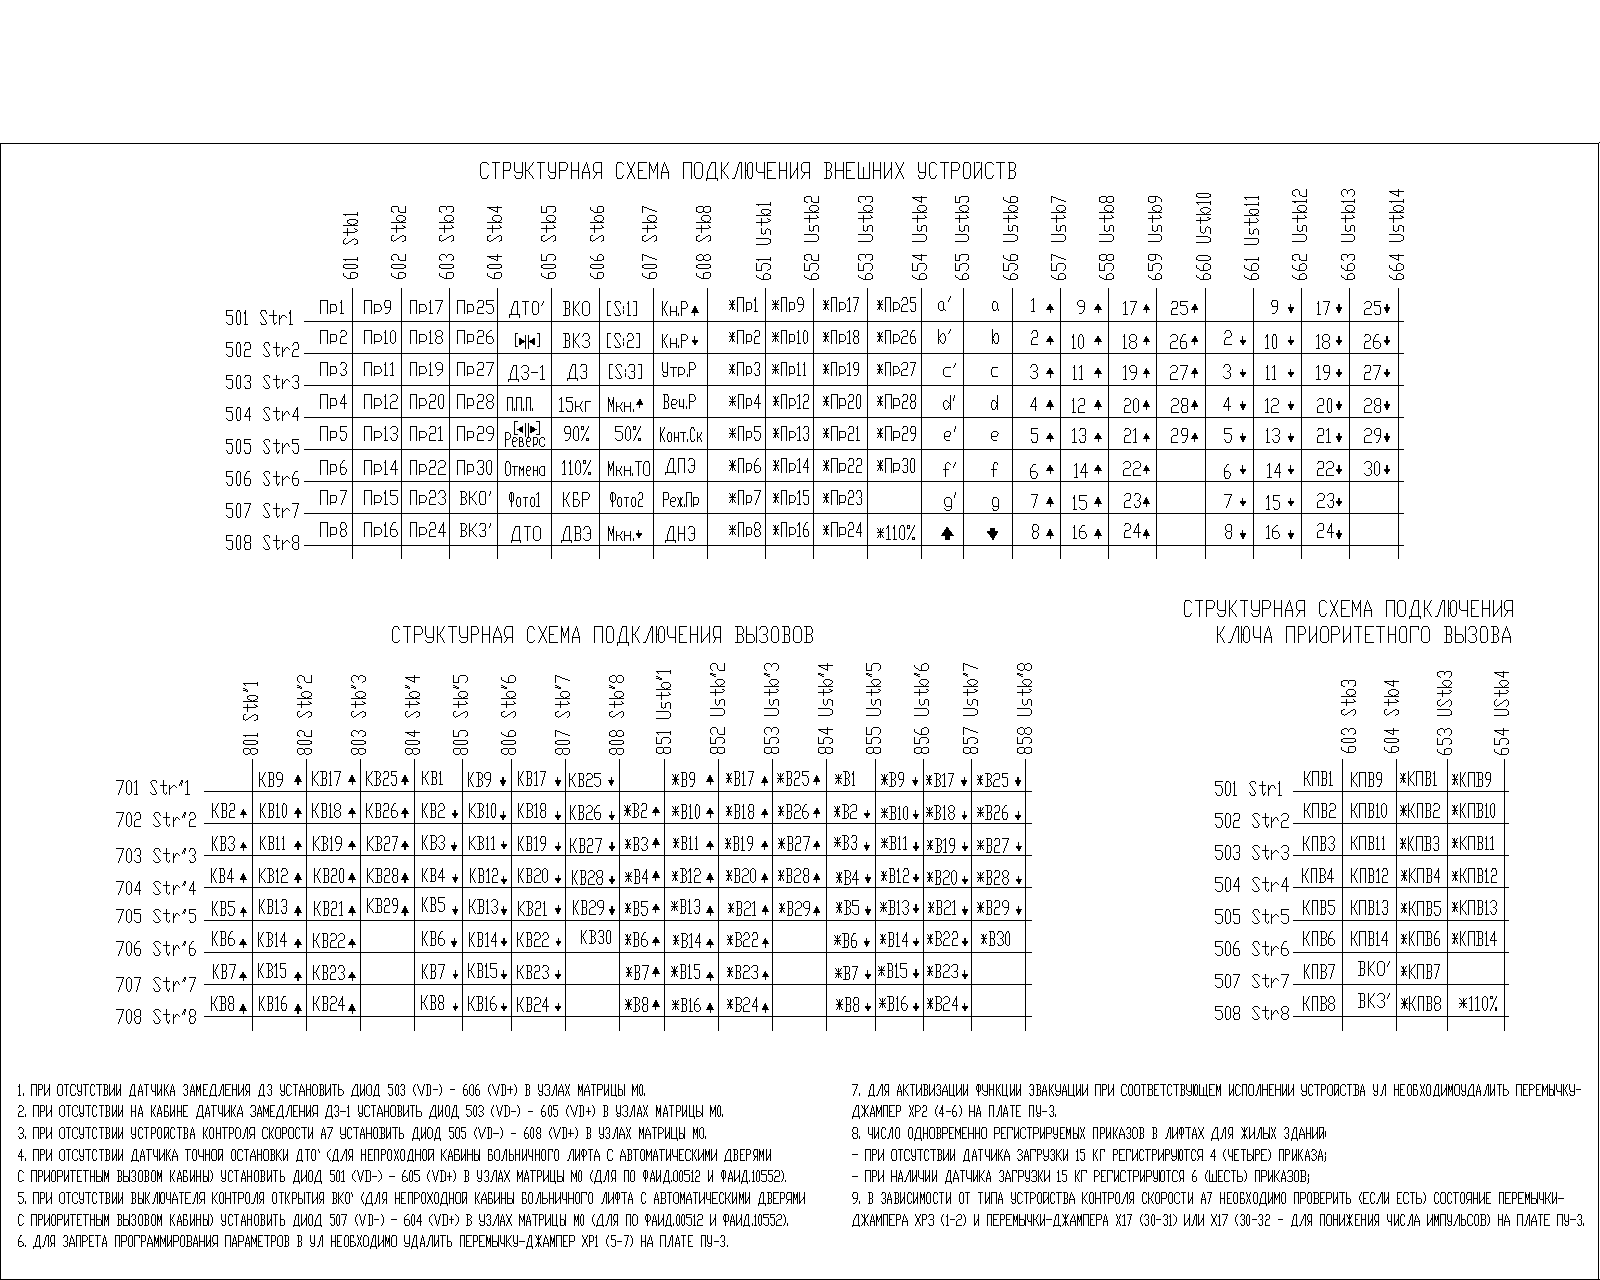 СТРУКТУРНАЯ СХЕМА ПОДКЛЮЧЕНИЯ ВНЕШНИХ УСТРОЙСТВ
601 Stb1 602 Stb2 603 Stb3 604 Stb4 605 Stb5 606 Stb6 607 Stb7 608 Stb8 651 Ustb1 652 Ustb2 653 Ustb3 654 Ustb4 655 Ustb5 656 Ustb6 657 Ustb7 658 Ustb8 659 Ustb9 660 Ustb10 661 Ustb11 662 Ustb12 663 Ustb13 664 Ustb14
501 Str1 Пр1 Пр9 Пр17 Пр25 ДТО' ВКО [S:1] Кн.Р▲ *Пр1 *Пр9 *Пр17 *Пр25 a' a 1▲ 9▲ 17▲ 25▲ 9▼ 17▼ 25▼
502 Str2 Пр2 Пр10 Пр18 Пр26 [▶|◀] ВКЗ [S:2] Кн.Р▼ *Пр2 *Пр10 *Пр18 *Пр26 b' b 2▲ 10▲ 18▲ 26▲ 2▼ 10▼ 18▼ 26▼
503 Str3 Пр3 Пр11 Пр19 Пр27 ДЗ-1 ДЗ [S:3] Утр.Р *Пр3 *Пр11 *Пр19 *Пр27 c' c 3▲ 11▲ 19▲ 27▲ 3▼ 11▼ 19▼ 27▼
504 Str4 Пр4 Пр12 Пр20 Пр28 П.П.П. 15кг Мкн.▲ Веч.Р *Пр4 *Пр12 *Пр20 *Пр28 d' d 4▲ 12▲ 20▲ 28▲ 4▼ 12▼ 20▼ 28▼
505 Str5 Пр5 Пр13 Пр21 Пр29 [◀||▶] Реверс 90% 50% Конт.Ск *Пр5 *Пр13 *Пр21 *Пр29 e' e 5▲ 13▲ 21▲ 29▲ 5▼ 13▼ 21▼ 29▼
506 Str6 Пр6 Пр14 Пр22 Пр30 Отмена 110% Мкн.ТО ДПЭ *Пр6 *Пр14 *Пр22 *Пр30 f' f 6▲ 14▲ 22▲ 6▼ 14▼ 22▼ 30▼
507 Str7 Пр7 Пр15 Пр23 ВКО' Фото1 КБР Фото2 Реж.Пр *Пр7 *Пр15 *Пр23 g' g 7▲ 15▲ 23▲ 7▼ 15▼ 23▼
508 Str8 Пр8 Пр16 Пр24 ВКЗ' ДТО ДВЭ Мкн.▼ ДНЭ *Пр8 *Пр16 *Пр24 *110% ⬆ ⬇ 8▲ 16▲ 24▲ 8▼ 16▼ 24▼
СТРУКТУРНАЯ СХЕМА ПОДКЛЮЧЕНИЯ ВЫЗОВОВ
801 Stb"1 802 Stb"2 803 Stb"3 804 Stb"4 805 Stb"5 806 Stb"6 807 Stb"7 808 Stb"8 851 Ustb"1 852 Ustb"2 853 Ustb"3 854 Ustb"4 855 Ustb"5 856 Ustb"6 857 Ustb"7 858 Ustb"8
701 Str"1 КВ9▲ КВ17▲ КВ25▲ КВ1 КВ9▼ КВ17▼ КВ25▼ *В9▲ *В17▲ *В25▲ *В1 *В9▼ *В17▼ *В25▼
702 Str"2 КВ2▲ КВ10▲ КВ18▲ КВ26▲ КВ2▼ КВ10▼ КВ18▼ КВ26▼ *В2▲ *В10▲ *В18▲ *В26▲ *В2▼ *В10▼ *В18▼ *В26▼
703 Str"3 КВ3▲ КВ11▲ КВ19▲ КВ27▲ КВ3▼ КВ11▼ КВ19▼ КВ27▼ *В3▲ *В11▲ *В19▲ *В27▲ *В3▼ *В11▼ *В19▼ *В27▼
704 Str"4 КВ4▲ КВ12▲ КВ20▲ КВ28▲ КВ4▼ КВ12▼ КВ20▼ КВ28▼ *В4▲ *В12▲ *В20▲ *В28▲ *В4▼ *В12▼ *В20▼ *В28▼
705 Str"5 КВ5▲ КВ13▲ КВ21▲ КВ29▲ КВ5▼ КВ13▼ КВ21▼ КВ29▼ *В5▲ *В13▲ *В21▲ *В29▲ *В5▼ *В13▼ *В21▼ *В29▼
706 Str"6 КВ6▲ КВ14▲ КВ22▲ КВ6▼ КВ14▼ КВ22▼ КВ30 *В6▲ *В14▲ *В22▲ *В6▼ *В14▼ *В22▼ *В30
707 Str"7 КВ7▲ КВ15▲ КВ23▲ КВ7▼ КВ15▼ КВ23▼ *В7▲ *В15▲ *В23▲ *В7▼ *В15▼ *В23▼
708 Str"8 КВ8▲ КВ16▲ КВ24▲ КВ8▼ КВ16▼ КВ24▼ *В8▲ *В16▲ *В24▲ *В8▼ *В16▼ *В24▼
СТРУКТУРНАЯ СХЕМА ПОДКЛЮЧЕНИЯ
КЛЮЧА ПРИОРИТЕТНОГО ВЫЗОВА
603 Stb3 604 Stb4 653 UStb3 654 UStb4
501 Str1 КПВ1 КПВ9 *КПВ1 *КПВ9
502 Str2 КПВ2 КПВ10 *КПВ2 *КПВ10
503 Str3 КПВ3 КПВ11 *КПВ3 *КПВ11
504 Str4 КПВ4 КПВ12 *КПВ4 *КПВ12
505 Str5 КПВ5 КПВ13 *КПВ5 *КПВ13
506 Str6 КПВ6 КПВ14 *КПВ6 *КПВ14
507 Str7 КПВ7 ВКО' *КПВ7
508 Str8 КПВ8 ВКЗ' *КПВ8 *110%
1. ПРИ ОТСУТСТВИИ ДАТЧИКА ЗАМЕДЛЕНИЯ ДЗ УСТАНОВИТЬ ДИОД 503 (VD-) - 606 (VD+) В УЗЛАХ МАТРИЦЫ М0.
2. ПРИ ОТСУТСТВИИ НА КАБИНЕ ДАТЧИКА ЗАМЕДЛЕНИЯ ДЗ-1 УСТАНОВИТЬ ДИОД 503 (VD-) - 605 (VD+) В УЗЛАХ МАТРИЦЫ М0.
3. ПРИ ОТСУТСТВИИ УСТРОЙСТВА КОНТРОЛЯ СКОРОСТИ А7 УСТАНОВИТЬ ДИОД 505 (VD-) - 608 (VD+) В УЗЛАХ МАТРИЦЫ М0.
4. ПРИ ОТСУТСТВИИ ДАТЧИКА ТОЧНОЙ ОСТАНОВКИ ДТО' (ДЛЯ НЕПРОХОДНОЙ КАБИНЫ БОЛЬНИЧНОГО ЛИФТА С АВТОМАТИЧЕСКИМИ ДВЕРЯМИ
С ПРИОРИТЕТНЫМ ВЫЗОВОМ КАБИНЫ) УСТАНОВИТЬ ДИОД 501 (VD-) - 605 (VD+) В УЗЛАХ МАТРИЦЫ М0 (ДЛЯ ПО ФАИД.00512 И ФАИД.10552).
5. ПРИ ОТСУТСТВИИ ВЫКЛЮЧАТЕЛЯ КОНТРОЛЯ ОТКРЫТИЯ ВКО' (ДЛЯ НЕПРОХОДНОЙ КАБИНЫ БОЛЬНИЧНОГО ЛИФТА С АВТОМАТИЧЕСКИМИ ДВЕРЯМИ
С ПРИОРИТЕТНЫМ ВЫЗОВОМ КАБИНЫ) УСТАНОВИТЬ ДИОД 507 (VD-) - 604 (VD+) В УЗЛАХ МАТРИЦЫ М0 (ДЛЯ ПО ФАИД.00512 И ФАИД.10552).
6. ДЛЯ ЗАПРЕТА ПРОГРАММИРОВАНИЯ ПАРАМЕТРОВ В УЛ НЕОБХОДИМО УДАЛИТЬ ПЕРЕМЫЧКУ-ДЖАМПЕР ХР1 (5-7) НА ПЛАТЕ ПУ-3.
7. ДЛЯ АКТИВИЗАЦИИ ФУНКЦИИ ЭВАКУАЦИИ ПРИ СООТВЕТСТВУЮЩЕМ ИСПОЛНЕНИИ УСТРОЙСТВА УЛ НЕОБХОДИМОУДАЛИТЬ ПЕРЕМЫЧКУ-
ДЖАМПЕР ХР2 (4-6) НА ПЛАТЕ ПУ-3.
8. ЧИСЛО ОДНОВРЕМЕННО РЕГИСТРИРУЕМЫХ ПРИКАЗОВ В ЛИФТАХ ДЛЯ ЖИЛЫХ ЗДАНИЙ:
- ПРИ ОТСУТСТВИИ ДАТЧИКА ЗАГРУЗКИ 15 КГ РЕГИСТРИРУЮТСЯ 4 (ЧЕТЫРЕ) ПРИКАЗА;
- ПРИ НАЛИЧИИ ДАТЧИКА ЗАГРУЗКИ 15 КГ РЕГИСТРИРУЮТСЯ 6 (ШЕСТЬ) ПРИКАЗОВ;
9. В ЗАВИСИМОСТИ ОТ ТИПА УСТРОЙСТВА КОНТРОЛЯ СКОРОСТИ А7 НЕОБХОДИМО ПРОВЕРИТЬ (ЕСЛИ ЕСТЬ) СОСТОЯНИЕ ПЕРЕМЫЧКИ-
ДЖАМПЕРА ХР3 (1-2) И ПЕРЕМЫЧКИ-ДЖАМПЕРА Х17 (30-31) ИЛИ Х17 (30-32 - ДЛЯ ПОНИЖЕНИЯ ЧИСЛА ИМПУЛЬСОВ) НА ПЛАТЕ ПУ-3.